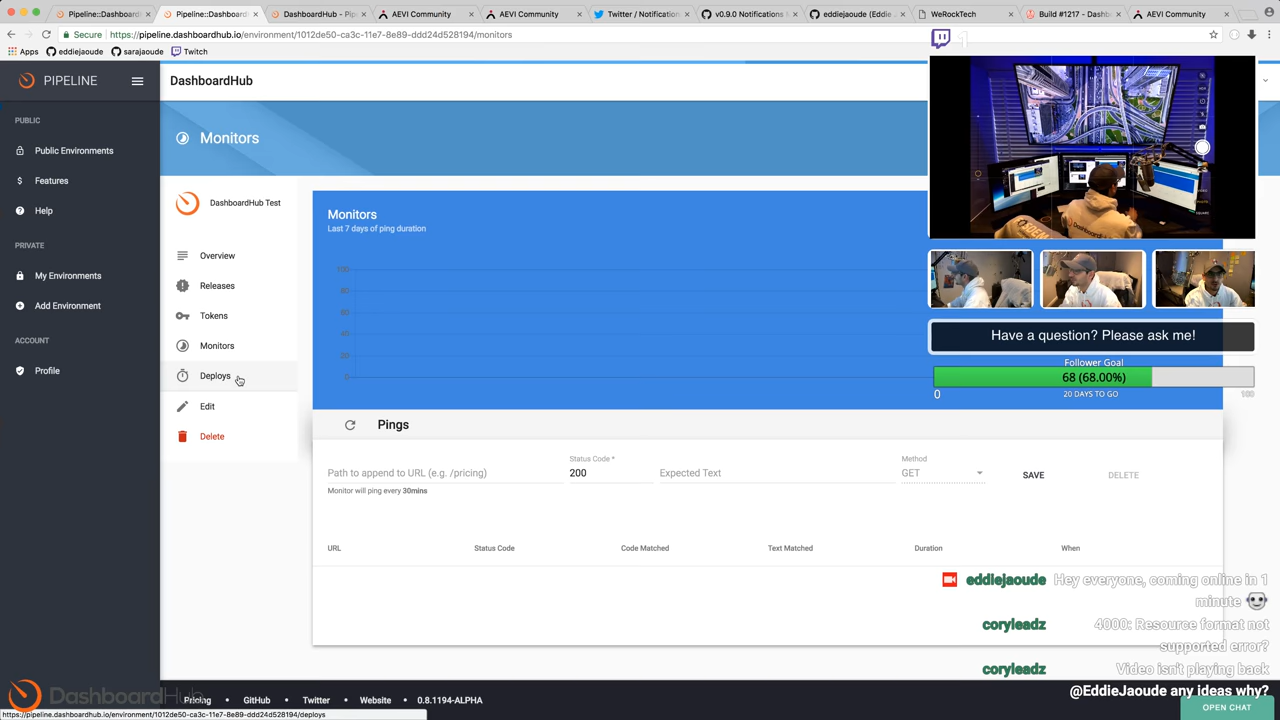 Pipeline::Dashboard
Pipeline::Dashboard
DashboardHub - Pip
AEVI Community
AEVI Community
Twitter / Notification
v0.9.0 Notifications
eddiejaoude (Eddie
WeRockTech
Build #1217 - Dashb
AEVI Community
Secure
https://pipeline.dashboardhub.io/environment/1012de50-ca3c-11e7-8e89-ddd24d528194/monitors
Apps
eddiejaoude
sarajaoude
Twitch
1
PIPELINE
DashboardHub
PUBLIC
Public Environments
Features
Help
PRIVATE
My Environments
Add Environment
ACCOUNT
Profile
Monitors
DashboardHub Test
Overview
Releases
Tokens
Monitors
Deploys
Edit
Delete
Monitors
Last 7 days of ping duration
100
80
60
40
20
0
Have a question? Please ask me!
Follower Goal
68 (68.00%)
0
20 DAYS TO GO
100
Pings
Path to append to URL (e.g. /pricing)
Status Code *
200
Expected Text
Method
GET
SAVE
DELETE
Monitor will ping every 30mins
URL
Status Code
Code Matched
Text Matched
Duration
When
eddiejaoude Hey everyone, coming online in 1
minute
coryleadz 4000: Resource format not
supported error?
coryleadz Video isn't playing back
@EddieJaoude any ideas why?
OPEN CHAT
DashboardHub
Pricing
GitHub
Twitter
Website
0.8.1194-ALPHA
https://pipeline.dashboardhub.io/environment/1012de50-ca3c-11e7-8e89-ddd24d528194/deploys